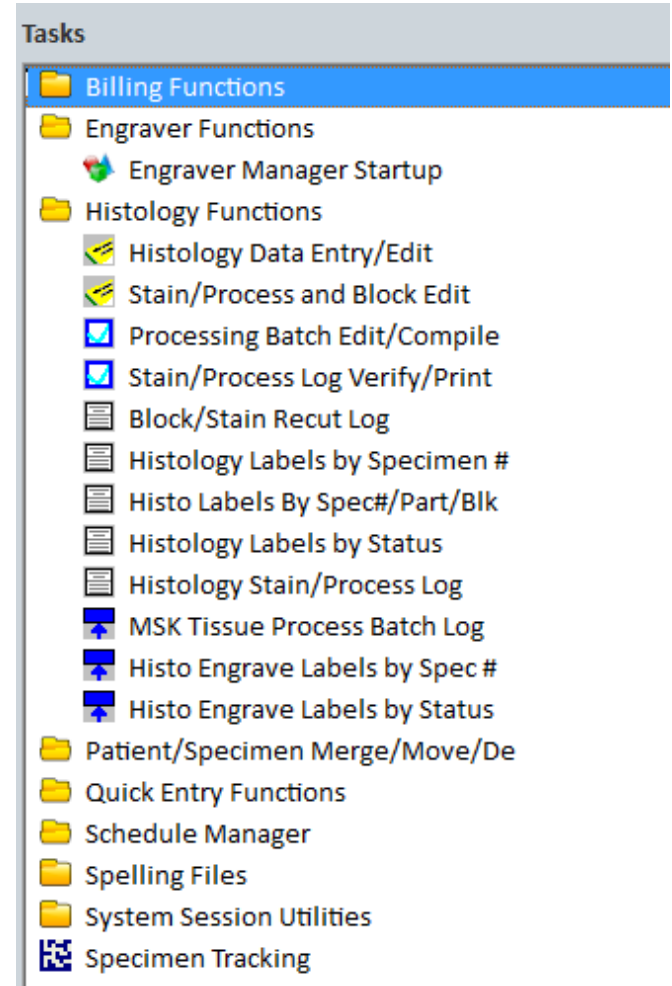 Tasks
Billing Functions
Engraver Functions
Engraver Manager Startup
Histology Functions
Histology Data Entry/Edit
Stain/Process and Block Edit
Processing Batch Edit/Compile
Stain/Process Log Verify/Print
Block/Stain Recut Log
Histology Labels by Specimen #
Histo Labels By Spec#/Part/Blk
Histology Labels by Status
Histology Stain/Process Log
MSK Tissue Process Batch Log
Histo Engrave Labels by Spec #
Histo Engrave Labels by Status
Patient/Specimen Merge/Move/De
Quick Entry Functions
Schedule Manager
Spelling Files
System Session Utilities
Specimen Tracking